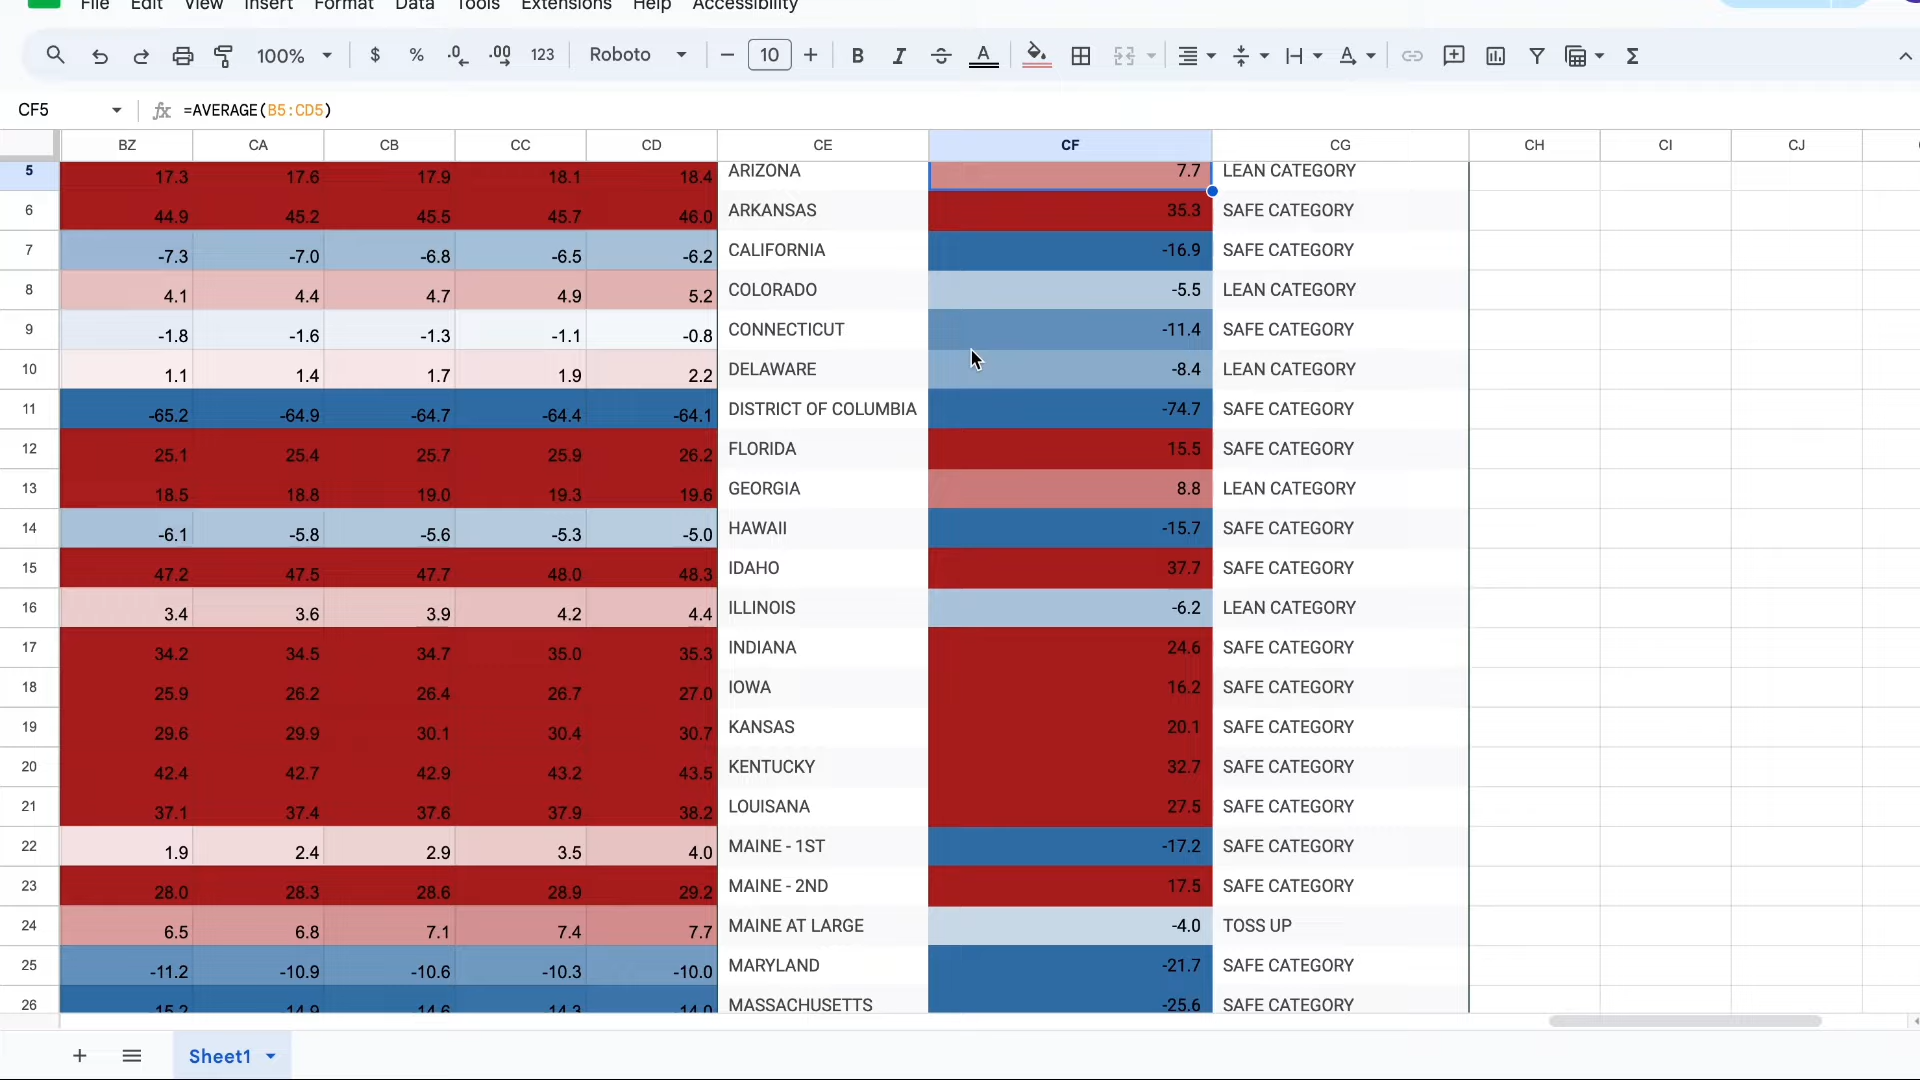 File Edit View Insert Format Data Tools Extensions Help Accessibility
100% $ % .0 .00 123 Roboto 10 B I A
CF5 fx =AVERAGE(B5:CD5)
BZ CA CB CC CD CE CF CG CH CI CJ
5 17.3 17.6 17.9 18.1 18.4 ARIZONA 7.7 LEAN CATEGORY
6 44.9 45.2 45.5 45.7 46.0 ARKANSAS 35.3 SAFE CATEGORY
7 -7.3 -7.0 -6.8 -6.5 -6.2 CALIFORNIA -16.9 SAFE CATEGORY
8 4.1 4.4 4.7 4.9 5.2 COLORADO -5.5 LEAN CATEGORY
9 -1.8 -1.6 -1.3 -1.1 -0.8 CONNECTICUT -11.4 SAFE CATEGORY
10 1.1 1.4 1.7 1.9 2.2 DELAWARE -8.4 LEAN CATEGORY
11 -65.2 -64.9 -64.7 -64.4 -64.1 DISTRICT OF COLUMBIA -74.7 SAFE CATEGORY
12 25.1 25.4 25.7 25.9 26.2 FLORIDA 15.5 SAFE CATEGORY
13 18.5 18.8 19.0 19.3 19.6 GEORGIA 8.8 LEAN CATEGORY
14 -6.1 -5.8 -5.6 -5.3 -5.0 HAWAII -15.7 SAFE CATEGORY
15 47.2 47.5 47.7 48.0 48.3 IDAHO 37.7 SAFE CATEGORY
16 3.4 3.6 3.9 4.2 4.4 ILLINOIS -6.2 LEAN CATEGORY
17 34.2 34.5 34.7 35.0 35.3 INDIANA 24.6 SAFE CATEGORY
18 25.9 26.2 26.4 26.7 27.0 IOWA 16.2 SAFE CATEGORY
19 29.6 29.9 30.1 30.4 30.7 KANSAS 20.1 SAFE CATEGORY
20 42.4 42.7 42.9 43.2 43.5 KENTUCKY 32.7 SAFE CATEGORY
21 37.1 37.4 37.6 37.9 38.2 LOUISANA 27.5 SAFE CATEGORY
22 1.9 2.4 2.9 3.5 4.0 MAINE - 1ST -17.2 SAFE CATEGORY
23 28.0 28.3 28.6 28.9 29.2 MAINE - 2ND 17.5 SAFE CATEGORY
24 6.5 6.8 7.1 7.4 7.7 MAINE AT LARGE -4.0 TOSS UP
25 -11.2 -10.9 -10.6 -10.3 -10.0 MARYLAND -21.7 SAFE CATEGORY
26 MASSACHUSETTS -25.6 SAFE CATEGORY
Sheet1